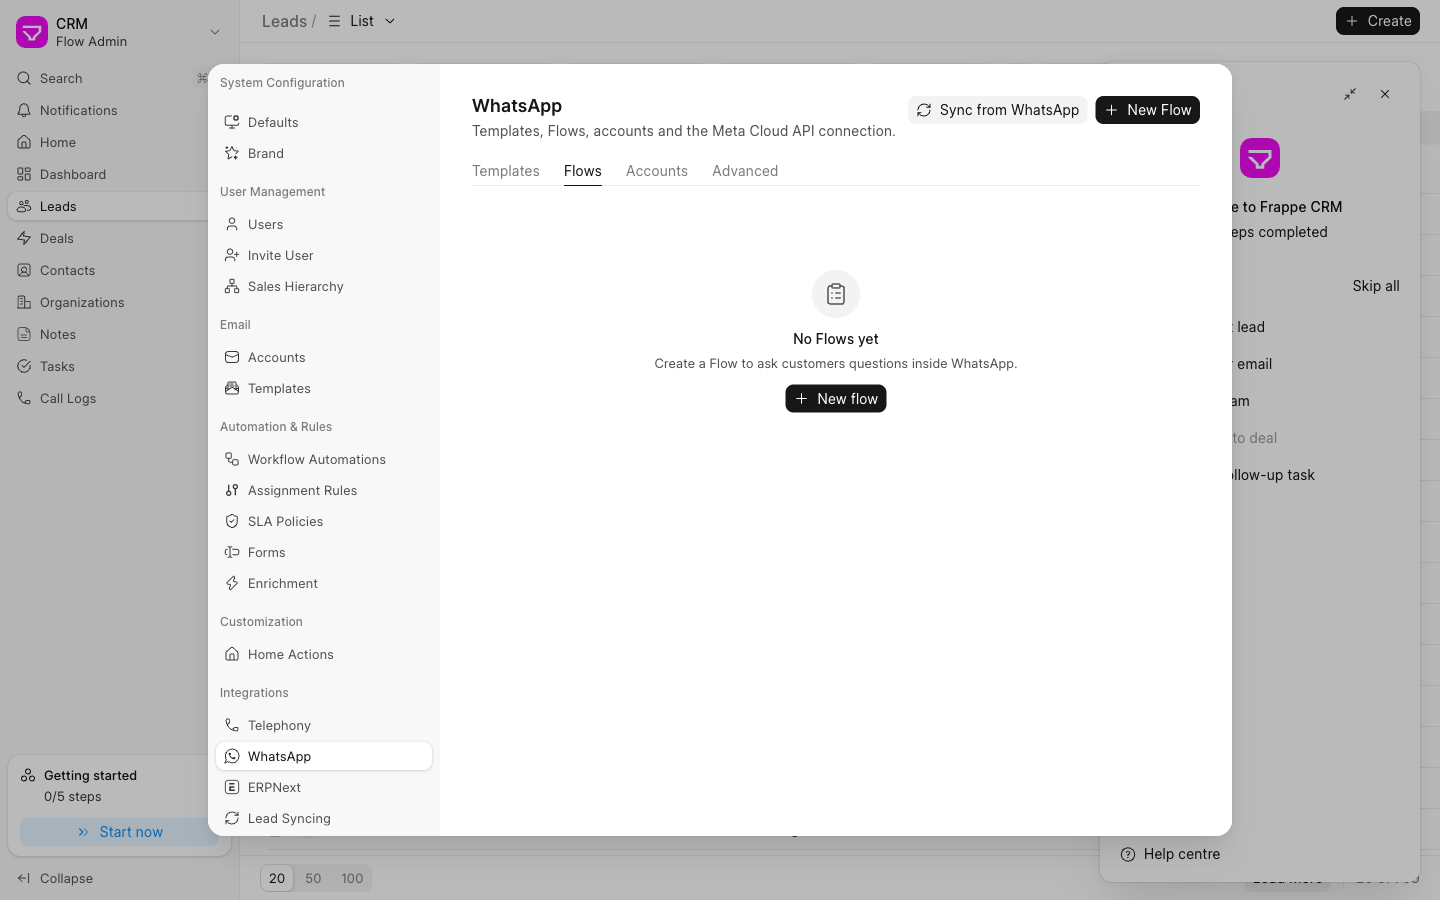 CRM
Flow Admin
Search
Notifications
Home
Dashboard
Leads
Deals
Contacts
Organizations
Notes
Tasks
Call Logs
Getting started
0/5 steps
Start now
Collapse
Leads / List
Create
System Configuration
Defaults
Brand
User Management
Users
Invite User
Sales Hierarchy
Email
Accounts
Templates
Automation & Rules
Workflow Automations
Assignment Rules
SLA Policies
Forms
Enrichment
Customization
Home Actions
Integrations
Telephony
WhatsApp
ERPNext
Lead Syncing
WhatsApp
Templates, Flows, accounts and the Meta Cloud API connection.
Sync from WhatsApp
New Flow
Templates Flows Accounts Advanced
No Flows yet
Create a Flow to ask customers questions inside WhatsApp.
New flow
to Frappe CRM
completed
Skip all
lead
email
to deal
task
Help centre
20 50 100